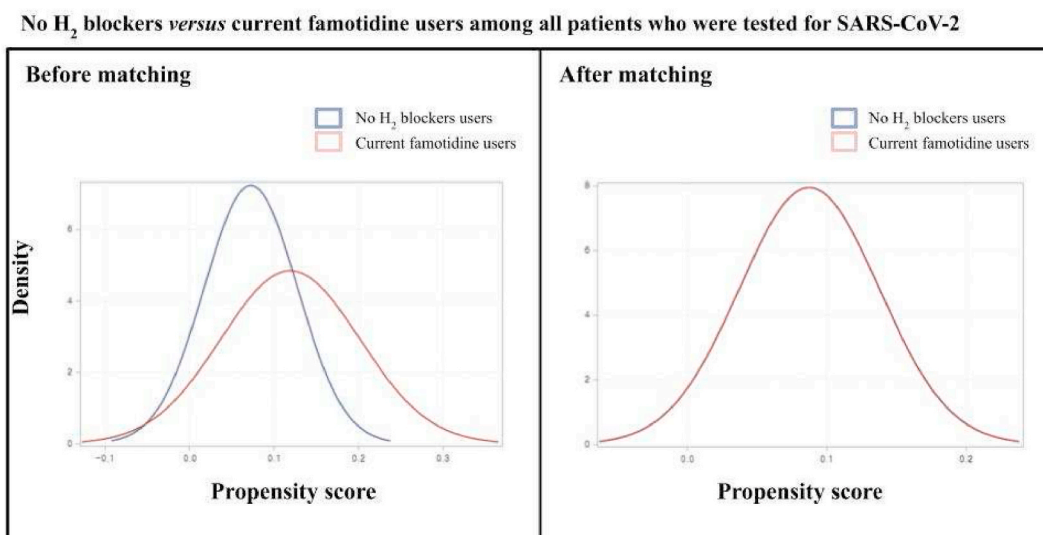 No H₂ blockers versus current famotidine users among all patients who were tested for SARS-CoV-2
Before matching
No H₂ blockers users
Current famotidine users
Density
6
4
2
0
−0.1
0.0
0.1
0.2
0.3
Propensity score
After matching
No H₂ blockers users
Current famotidine users
8
6
4
2
0
0.0
0.1
0.2
Propensity score